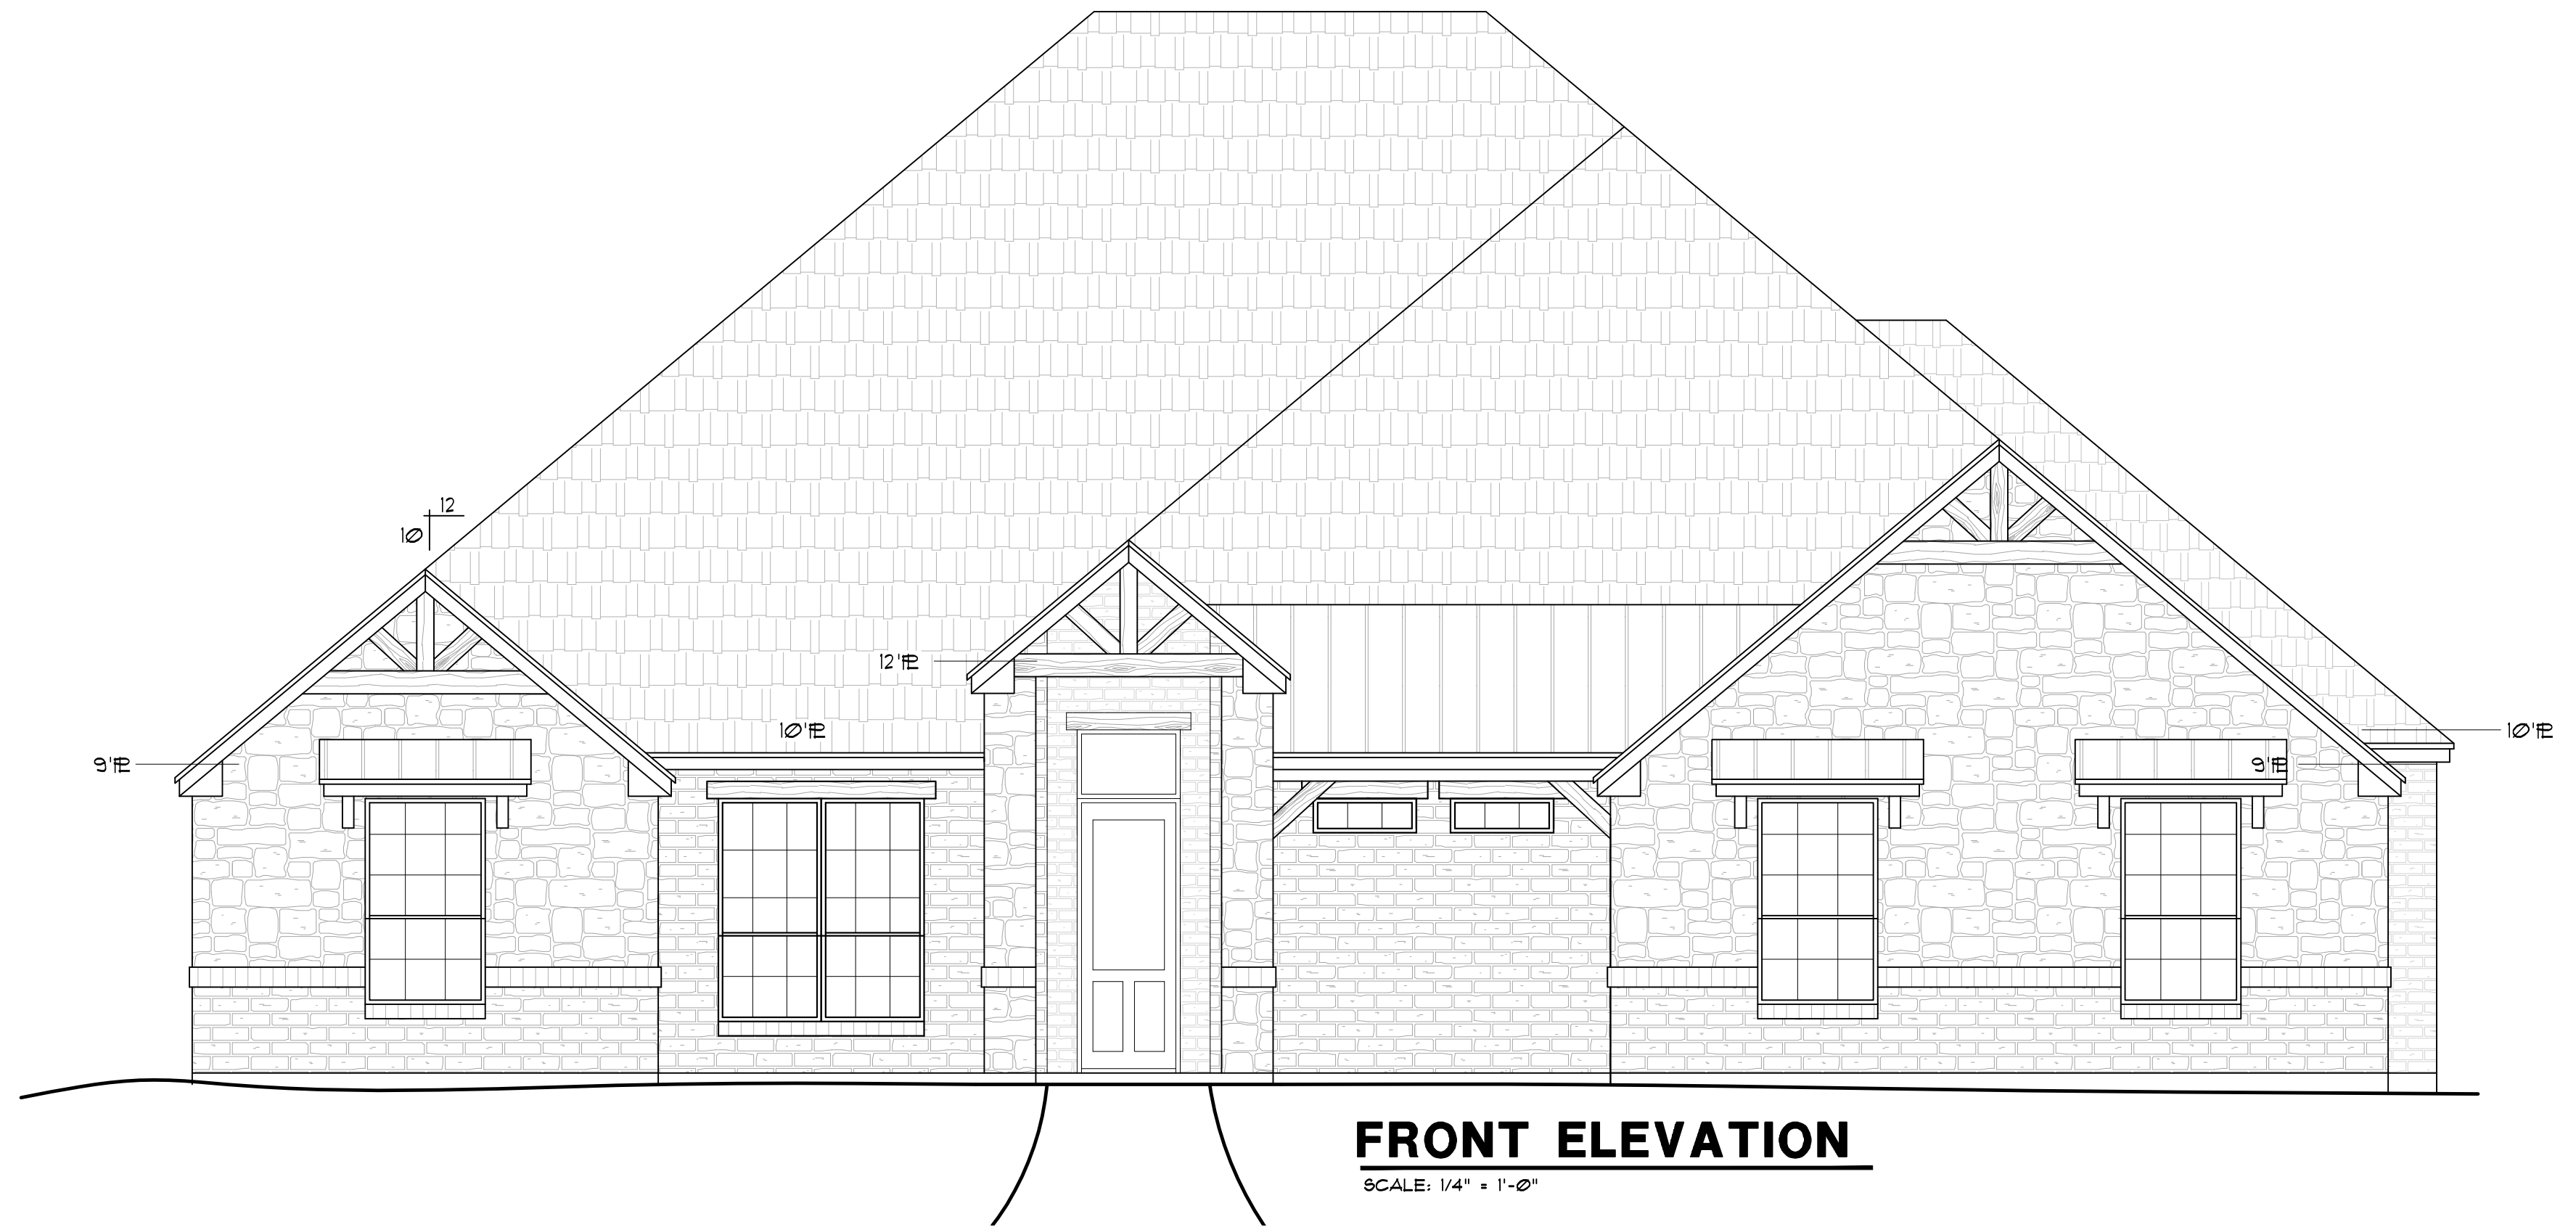 12
10
12'PL
10'PL
10'PL
9'PL
9'PL
FRONT ELEVATION
SCALE: 1/4" = 1'-0"